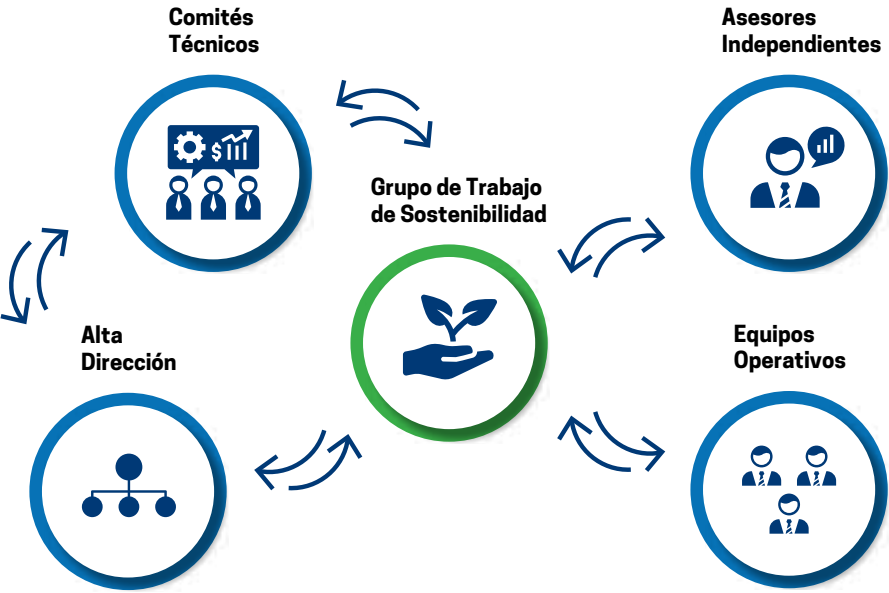 Comités
Técnicos
Asesores
Independientes
Grupo de Trabajo
de Sostenibilidad
Alta
Dirección
Equipos
Operativos